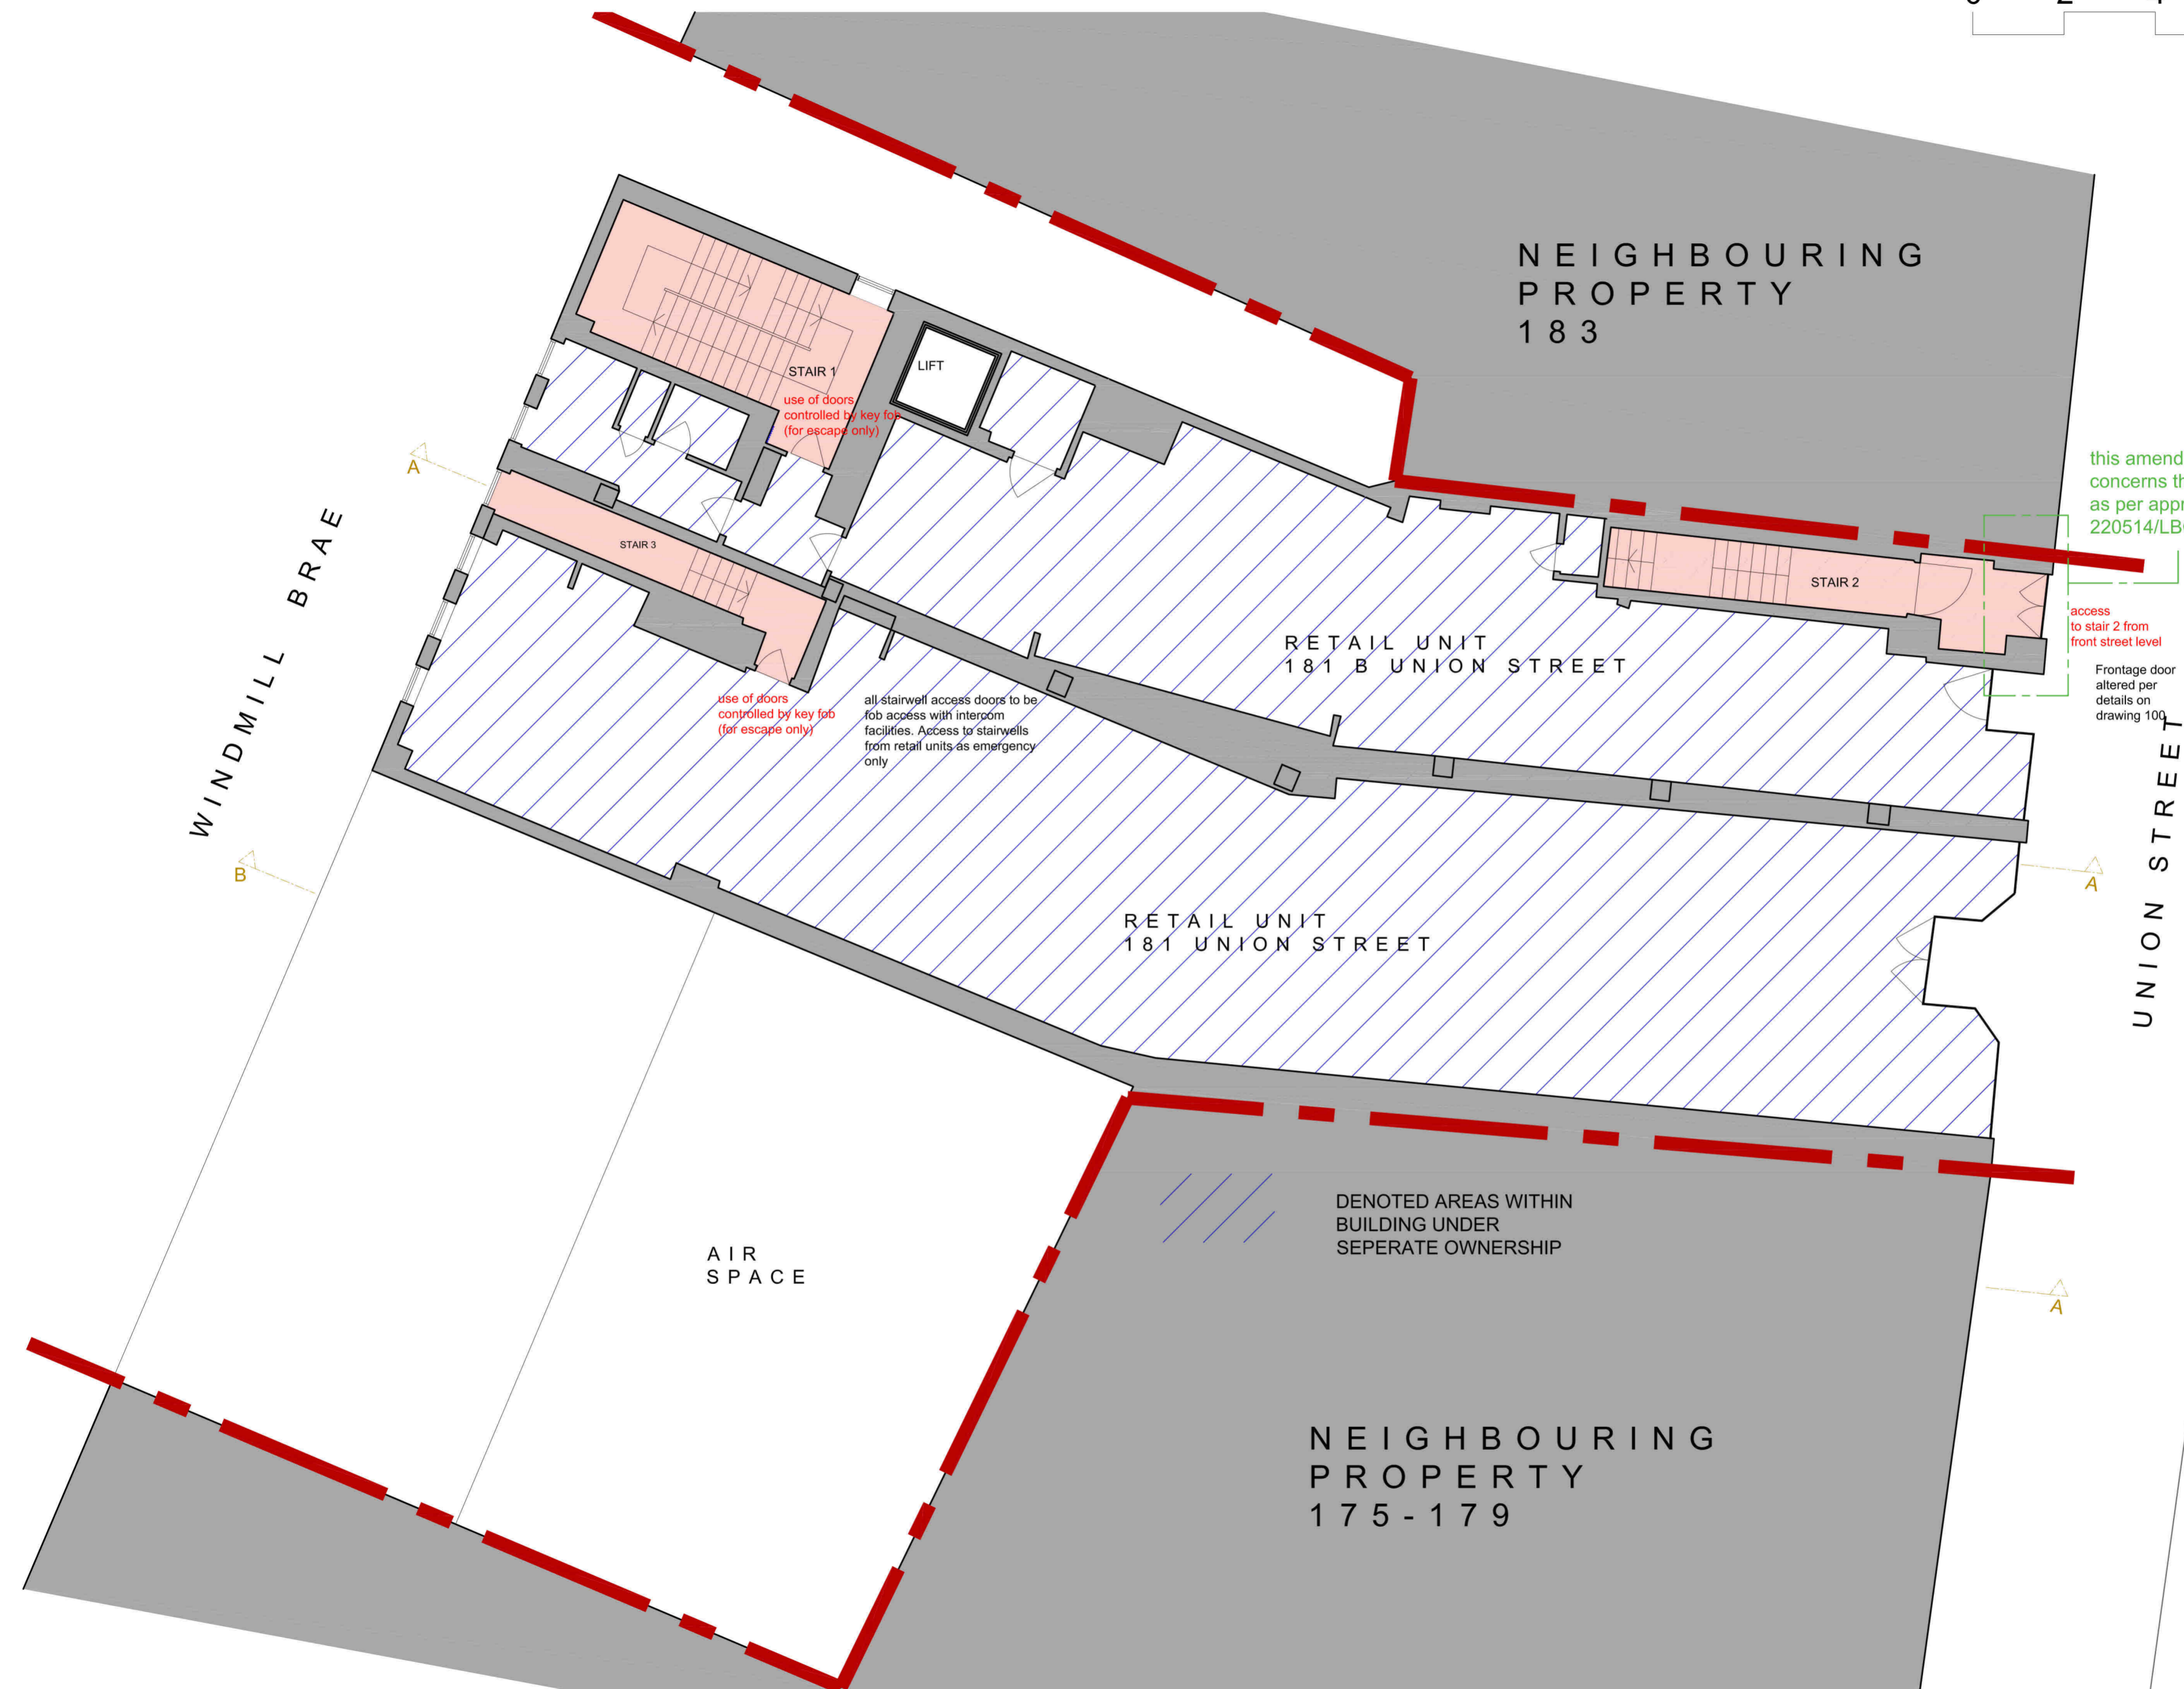 0 2
NEIGHBOURING
PROPERTY
183
LIFT
STAIR 1
use of doors
controlled by key fob
(for escape only)
A
this amend
concerns th
as per appr
220514/LB
STAIR 3
STAIR 2
WINDMILL BRAE
access
to stair 2 from
front street level
RETAIL UNIT
181 B UNION STREET
Frontage door
altered per
details on
drawing 100
use of doors
controlled by key fob
(for escape only)
all stairwell access doors to be
fob access with intercom
facilities. Access to stairwells
from retail units as emergency
only
UNION STREET
B
A
RETAIL UNIT
181 UNION STREET
DENOTED AREAS WITHIN
BUILDING UNDER
SEPERATE OWNERSHIP
AIR
SPACE
A
NEIGHBOURING
PROPERTY
175-179